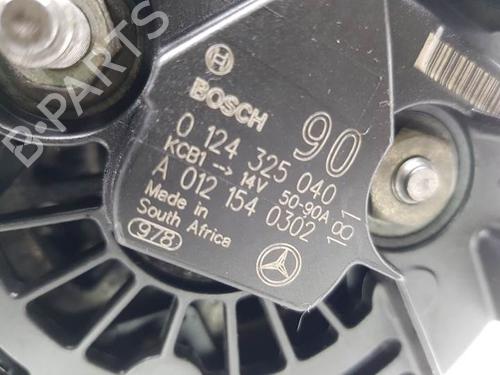 B-PARTS
BOSCH 90
0 124 325 040
KCB1 --> 14V 50-90A
A 012 154 0302 181
Made in
South Africa
978